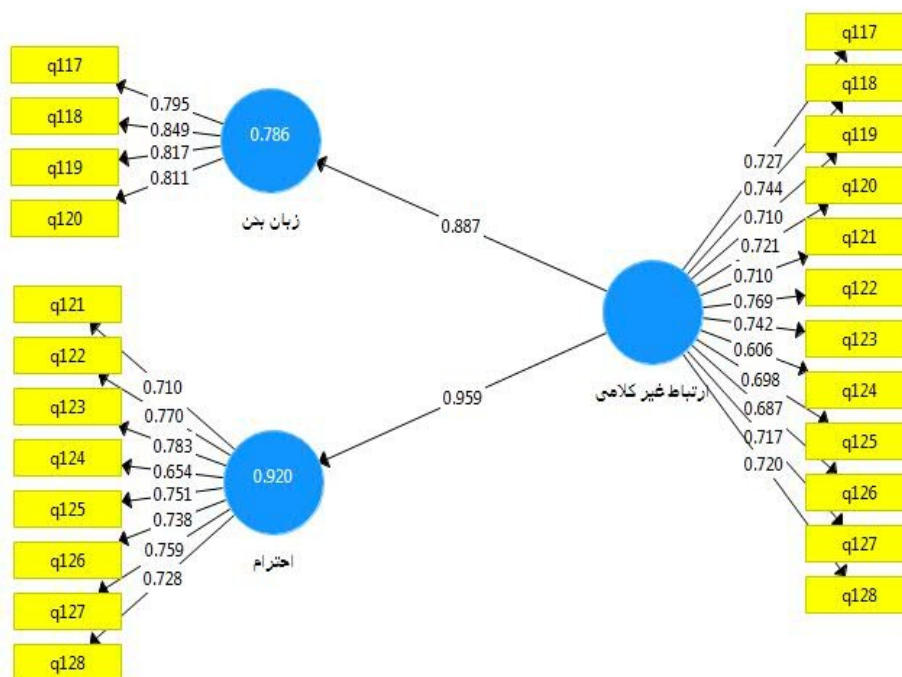 q117
q118
q119
q120
0.795
0.849
0.817
0.811
0.786
زبان بدن
0.887
q121
q122
q123
q124
q125
q126
q127
q128
0.710
0.770
0.783
0.654
0.751
0.738
0.759
0.728
0.920
احترام
0.959
ارتباط غیر کلامی
0.727
0.744
0.710
0.721
0.710
0.769
0.742
0.606
0.698
0.687
0.717
0.720
q117
q118
q119
q120
q121
q122
q123
q124
q125
q126
q127
q128